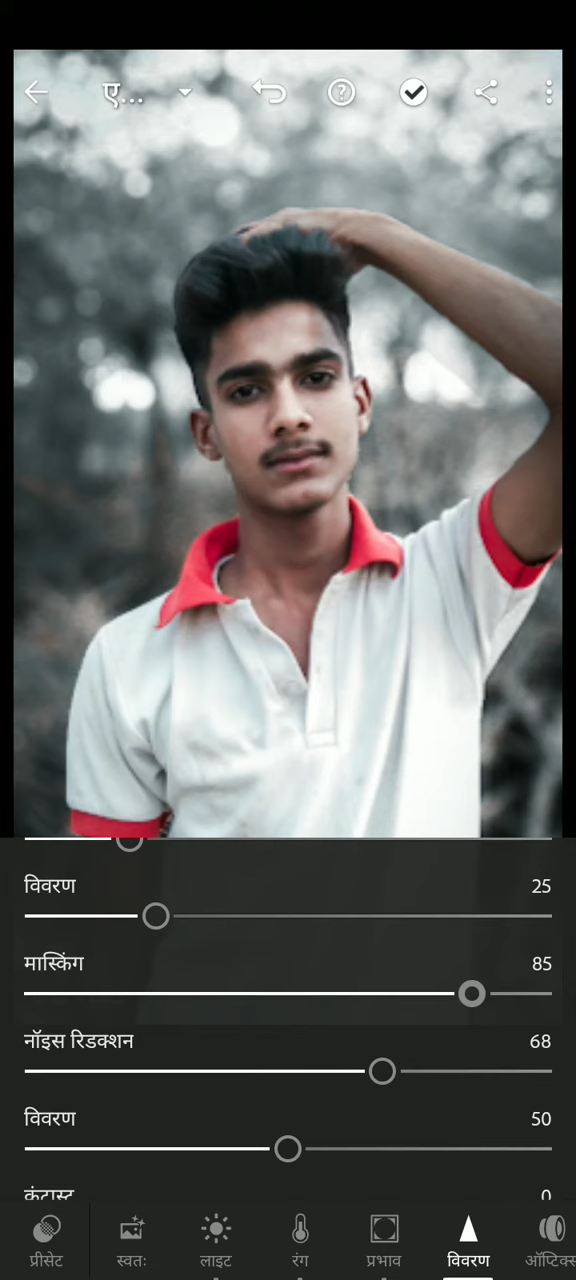 ए...
विवरण 25
मास्किंग 85
नॉइस रिडक्शन 68
विवरण 50
कंट्रास्ट 0
प्रीसेट स्वतः लाइट रंग प्रभाव विवरण ऑप्टिक्स